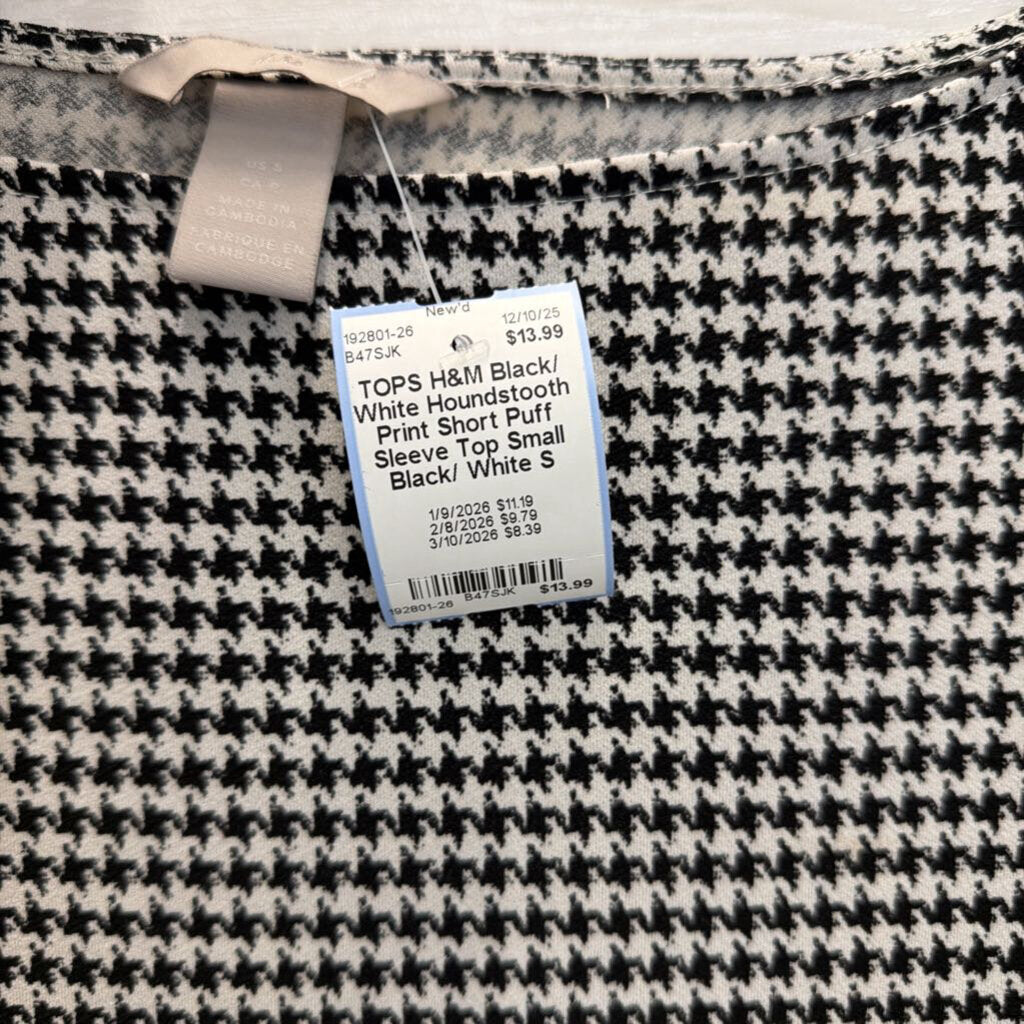 US S
MADE IN
CAMBODIA
FABRIQUE EN
CAMBODGE
New'd
192801-26
12/10/25
B47SJK
$13.99
TOPS H&M Black/
White Houndstooth
Print Short Puff
Sleeve Top Small
Black/ White S
1/9/2026 $11.19
2/8/2026 $9.79
3/10/2026 $8.39
192801-26 B47SJK $13.99